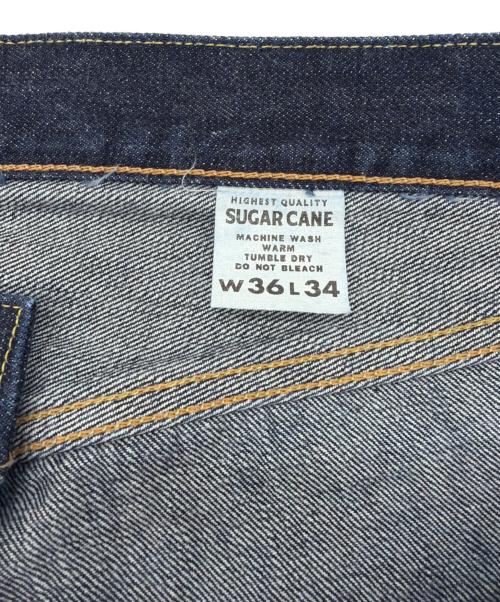 HIGHEST QUALITY
SUGAR CANE
MACHINE WASH
WARM
TUMBLE DRY
DO NOT BLEACH
W36L34